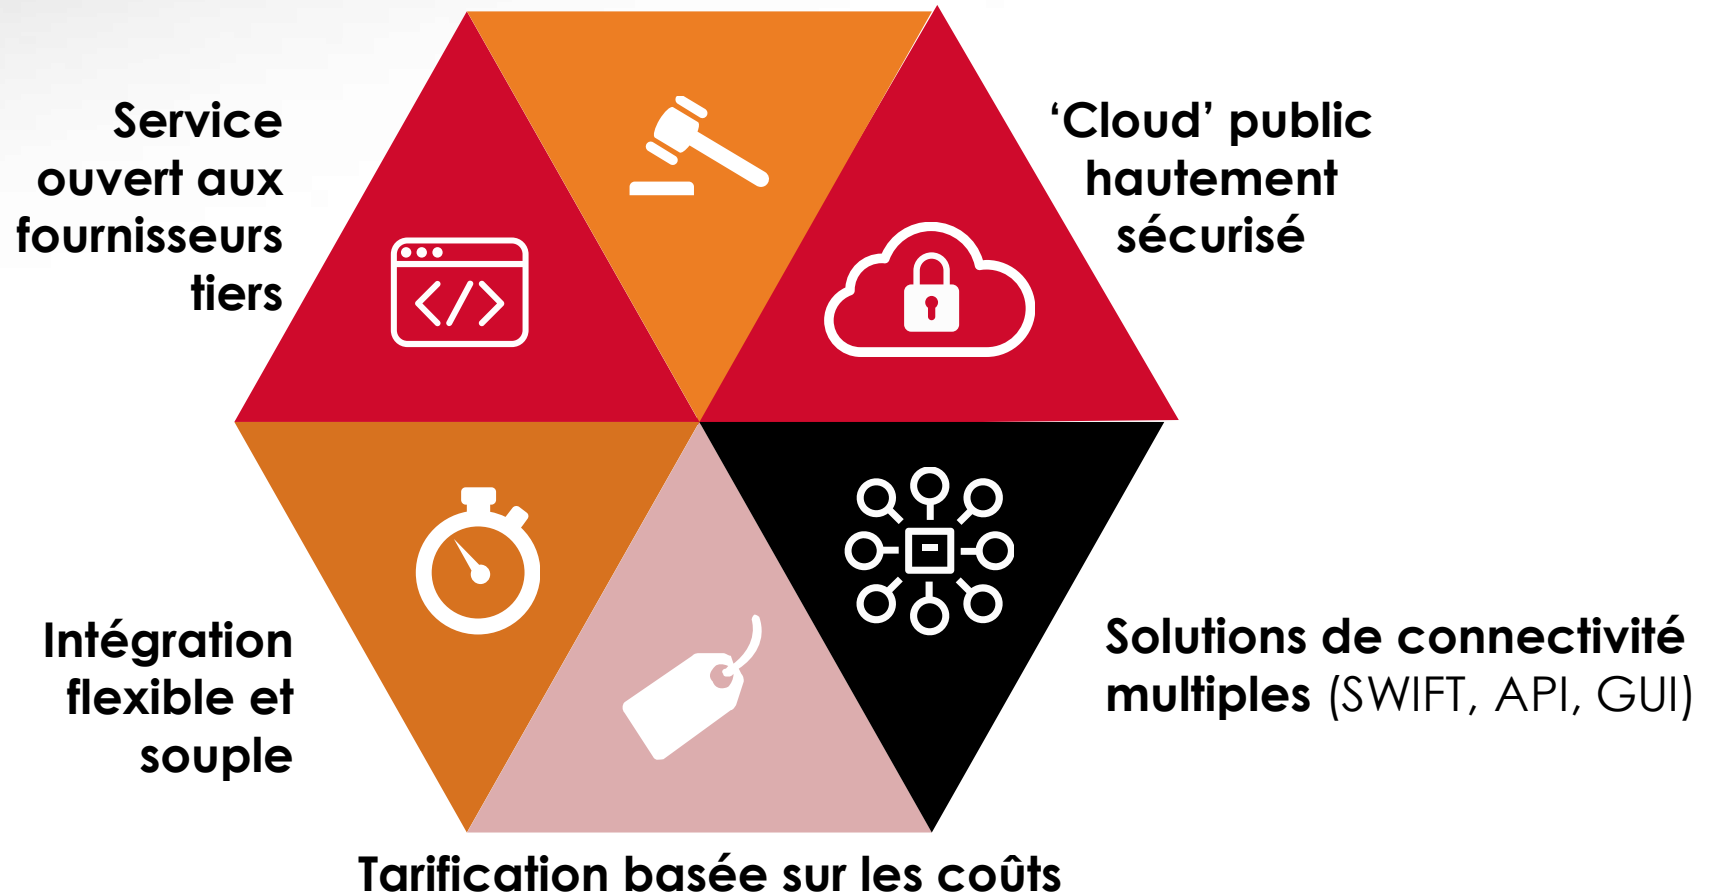 Service
ouvert aux
fournisseurs
tiers
‘Cloud’ public
hautement
sécurisé
Intégration
flexible et
souple
Solutions de connectivité
multiples (SWIFT, API, GUI)
Tarification basée sur les coûts